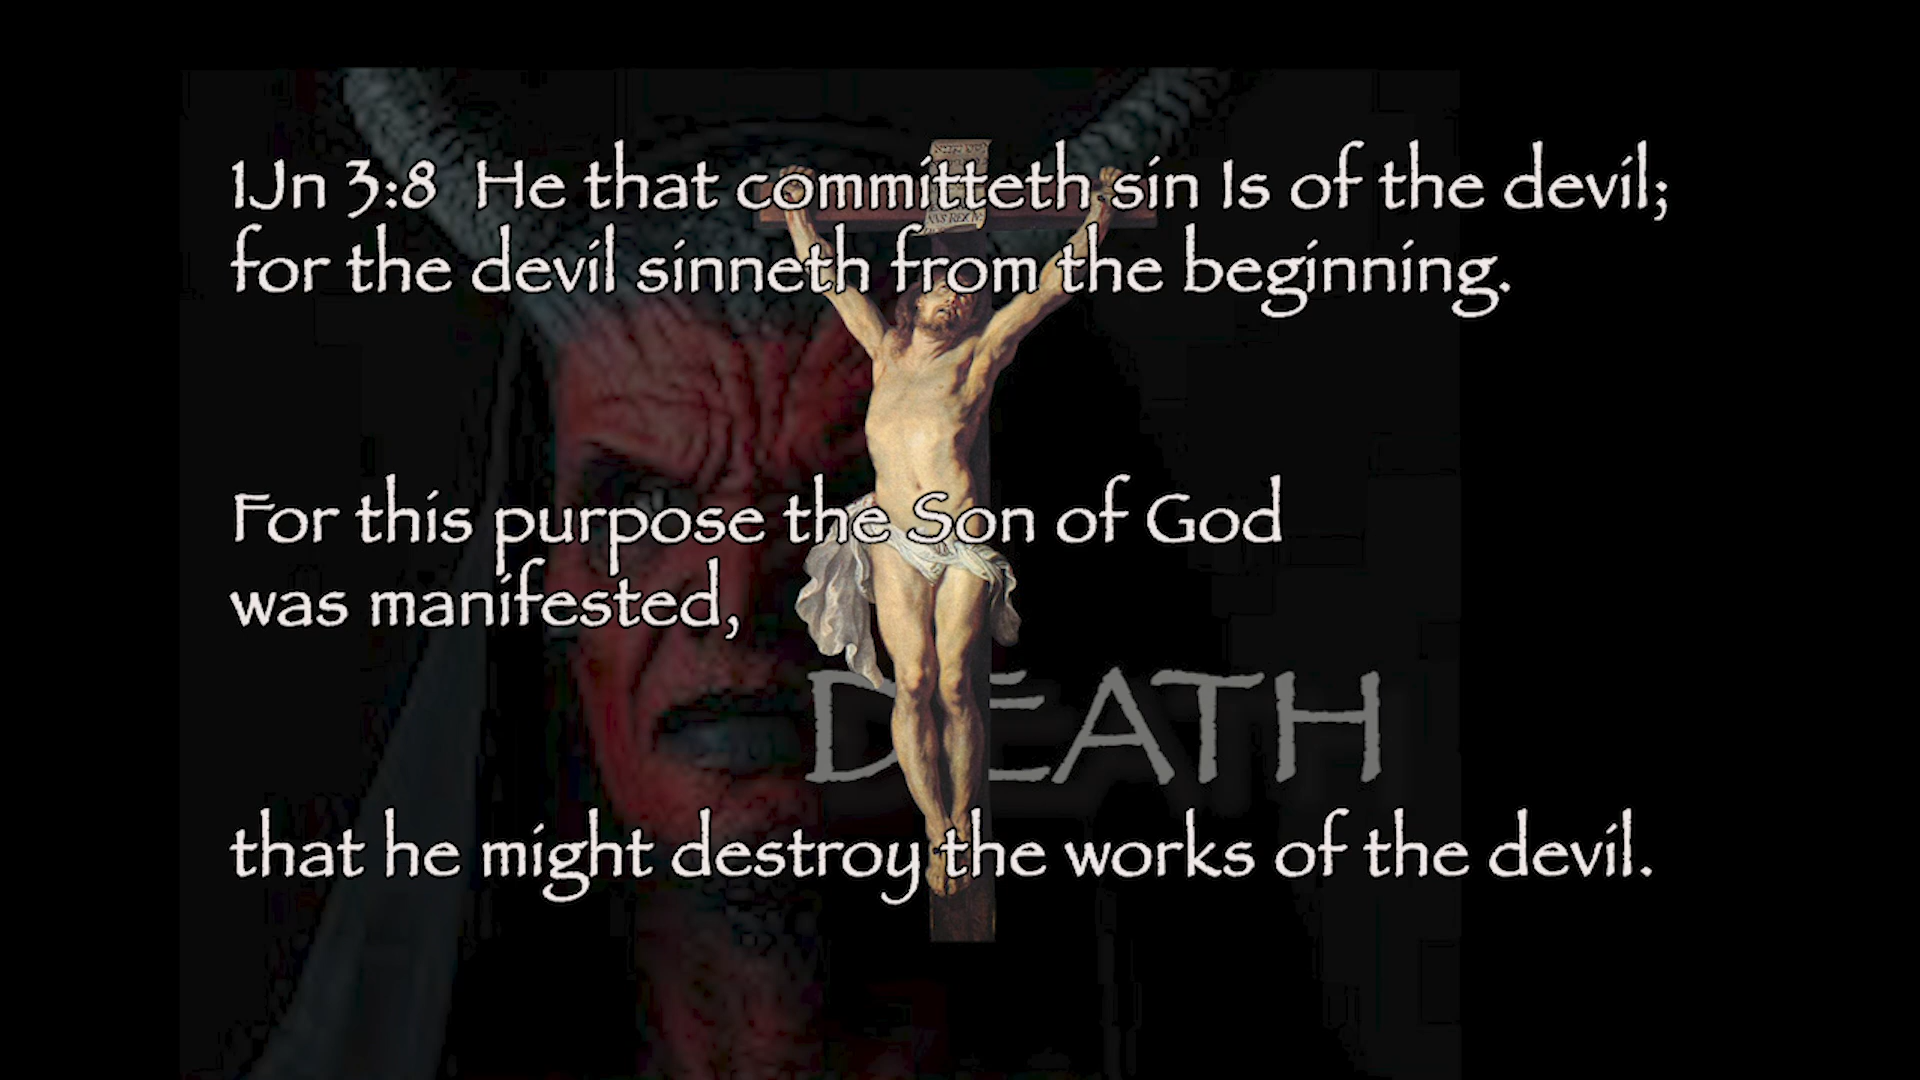 1Jn 3:8 He that committeth sin Is of the devil;
for the devil sinneth from the beginning.
For this purpose the Son of God
was manifested,
DEATH
that he might destroy the works of the devil.